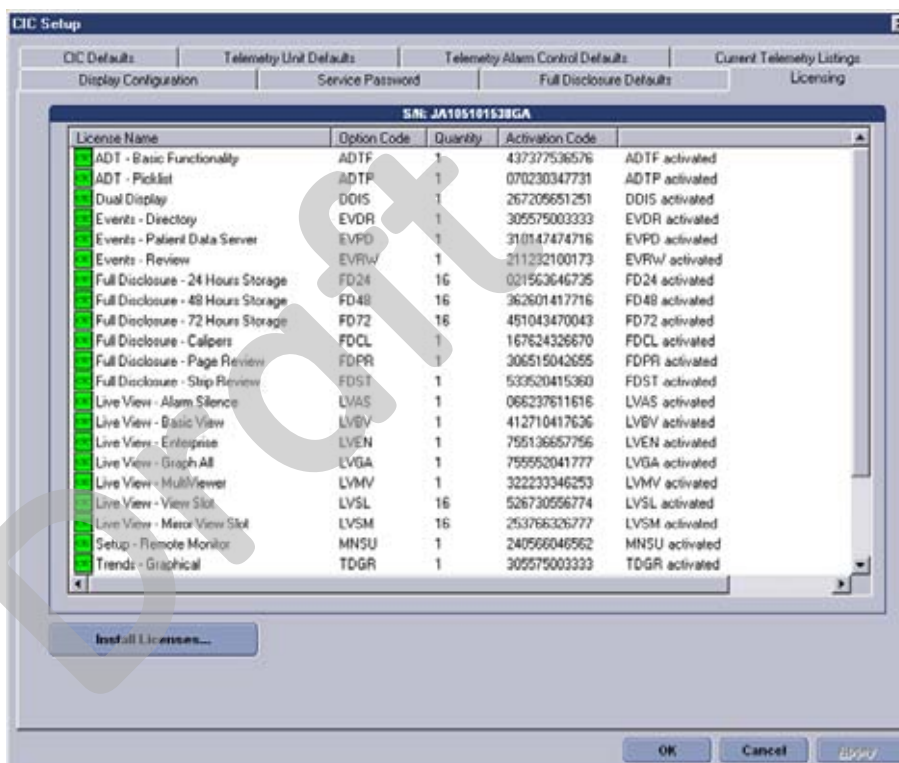 CIC Setup
CIC Defaults Telemetry Unit Defaults Telemetry Alarm Control Defaults Current Telemetry Listings
Display Configuration Service Password Full Disclosure Defaults Licensing
S/N: JA105101538GA
License Name Option Code Quantity Activation Code
ADT - Basic Functionality ADTF 1 437377536576 ADTF activated
ADT - Picklist ADTP 1 070230347731 ADTP activated
Dual Display DDIS 1 267205651251 DDIS activated
Events - Directory EVDR 1 305575003333 EVDR activated
Events - Patient Data Server EVPD 1 310147474716 EVPD activated
Events - Review EVRW 1 211232100173 EVRW activated
Full Disclosure - 24 Hours Storage FD24 16 021563646735 FD24 activated
Full Disclosure - 48 Hours Storage FD48 16 362601417716 FD48 activated
Full Disclosure - 72 Hours Storage FD72 16 451043470043 FD72 activated
Full Disclosure - Calipers FDCL 1 167624326670 FDCL activated
Full Disclosure - Page Review FDPR 1 306515042655 FDPR activated
Full Disclosure - Strip Review FDST 1 533520415360 FDST activated
Live View - Alarm Silence LVAS 1 066237611616 LVAS activated
Live View - Basic View LVBV 1 412710417636 LVBV activated
Live View - Enterprise LVEN 1 755136657756 LVEN activated
Live View - Graph All LVGA 1 755552041777 LVGA activated
Live View - MultiViewer LVMV 1 322233346253 LVMV activated
Live View - View Slot LVSL 16 526730556774 LVSL activated
Live View - Mirror View Slot LVSM 16 253766326777 LVSM activated
Setup - Remote Monitor MNSU 1 240566046562 MNSU activated
Trends - Graphical TDGR 1 305575003333 TDGR activated
Install Licenses...
OK Cancel Apply
Draft